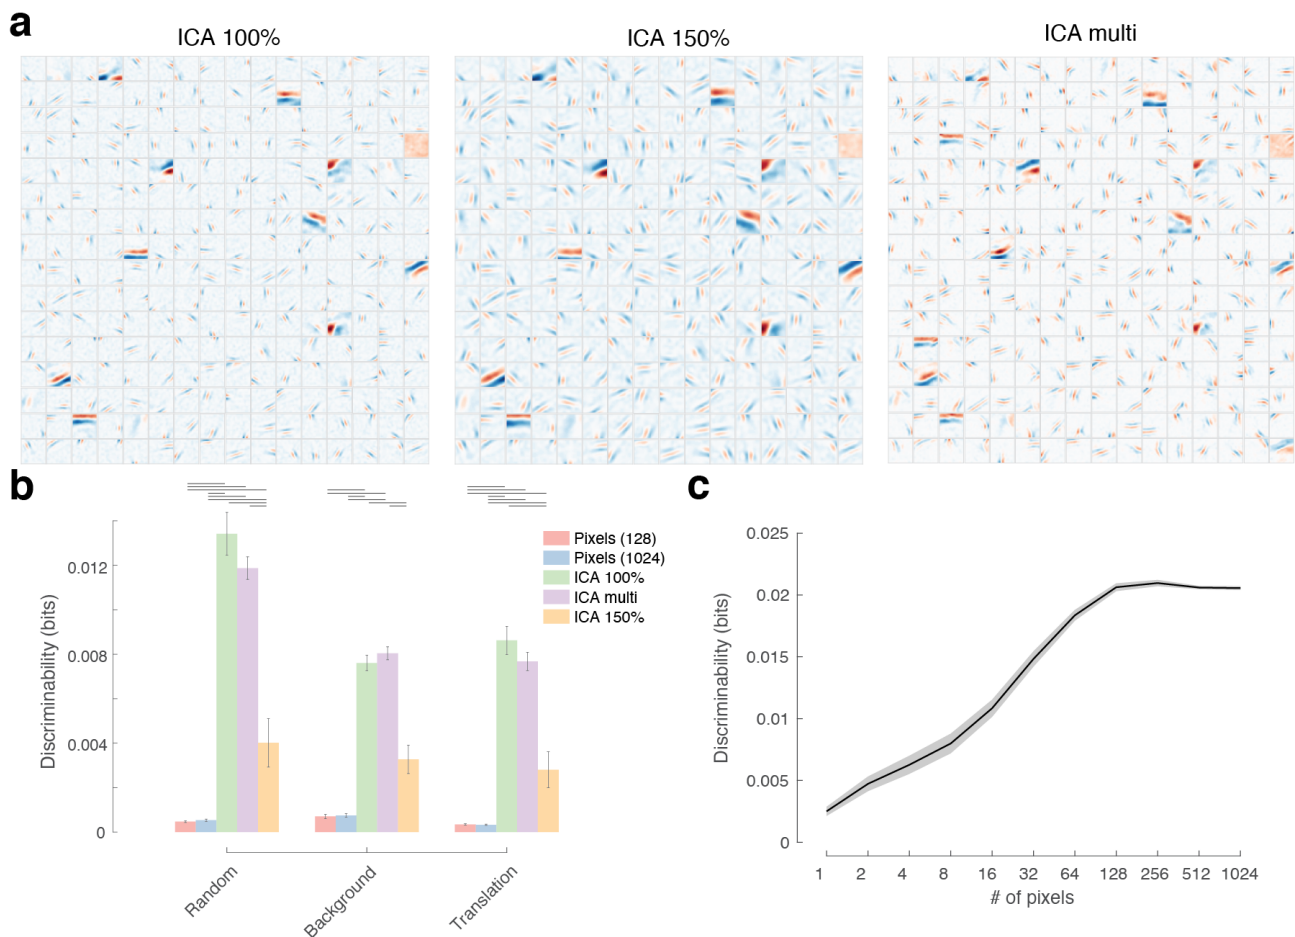 a
ICA 100%
ICA 150%
ICA multi
b
Discriminability (bits)
0.012
0.008
0.004
0
Pixels (128)
Pixels (1024)
ICA 100%
ICA multi
ICA 150%
Random
Background
Translation
c
Discriminability (bits)
0.025
0.02
0.015
0.01
0.005
0
1 2 4 8 16 32 64 128 256 512 1024
# of pixels